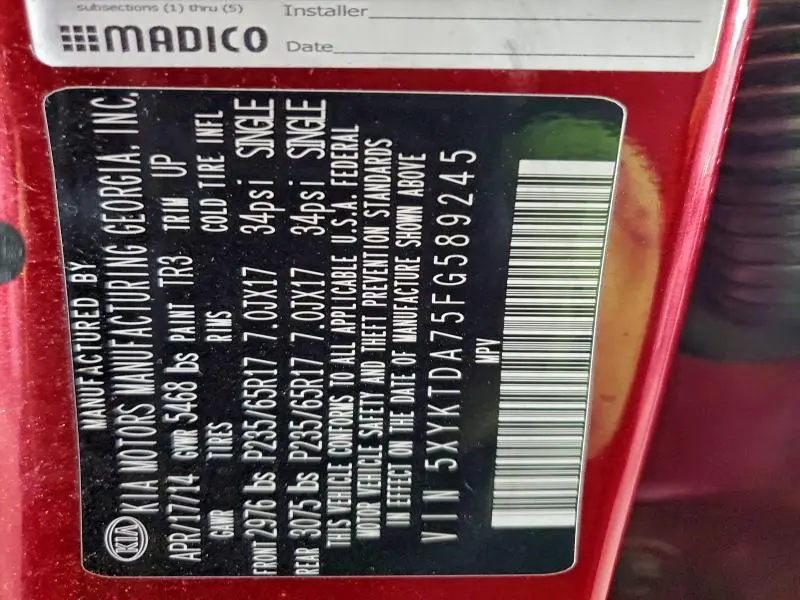 subsections (1) thru (5)
Installer
MADICO
Date
MANUFACTURED BY
KIA KIA MOTORS MANUFACTURING GEORGIA, INC.
APR/17/14 GWR 5468 lbs PAINT TR3 TRIM UP
GAWR TIRES RIMS COLD TIRE INFL
FRONT 2976 lbs P235/65R17 7.0JX17 34psi SINGLE
REAR 3075 lbs P235/65R17 7.0JX17 34psi SINGLE
THIS VEHICLE CONFORMS TO ALL APPLICABLE U.S.A. FEDERAL
MOTOR VEHICLE SAFETY AND THEFT PREVENTION STANDARDS
IN EFFECT ON THE DATE OF MANUFACTURE SHOWN ABOVE
VIN 5XYKTDA75FG589245
MPV